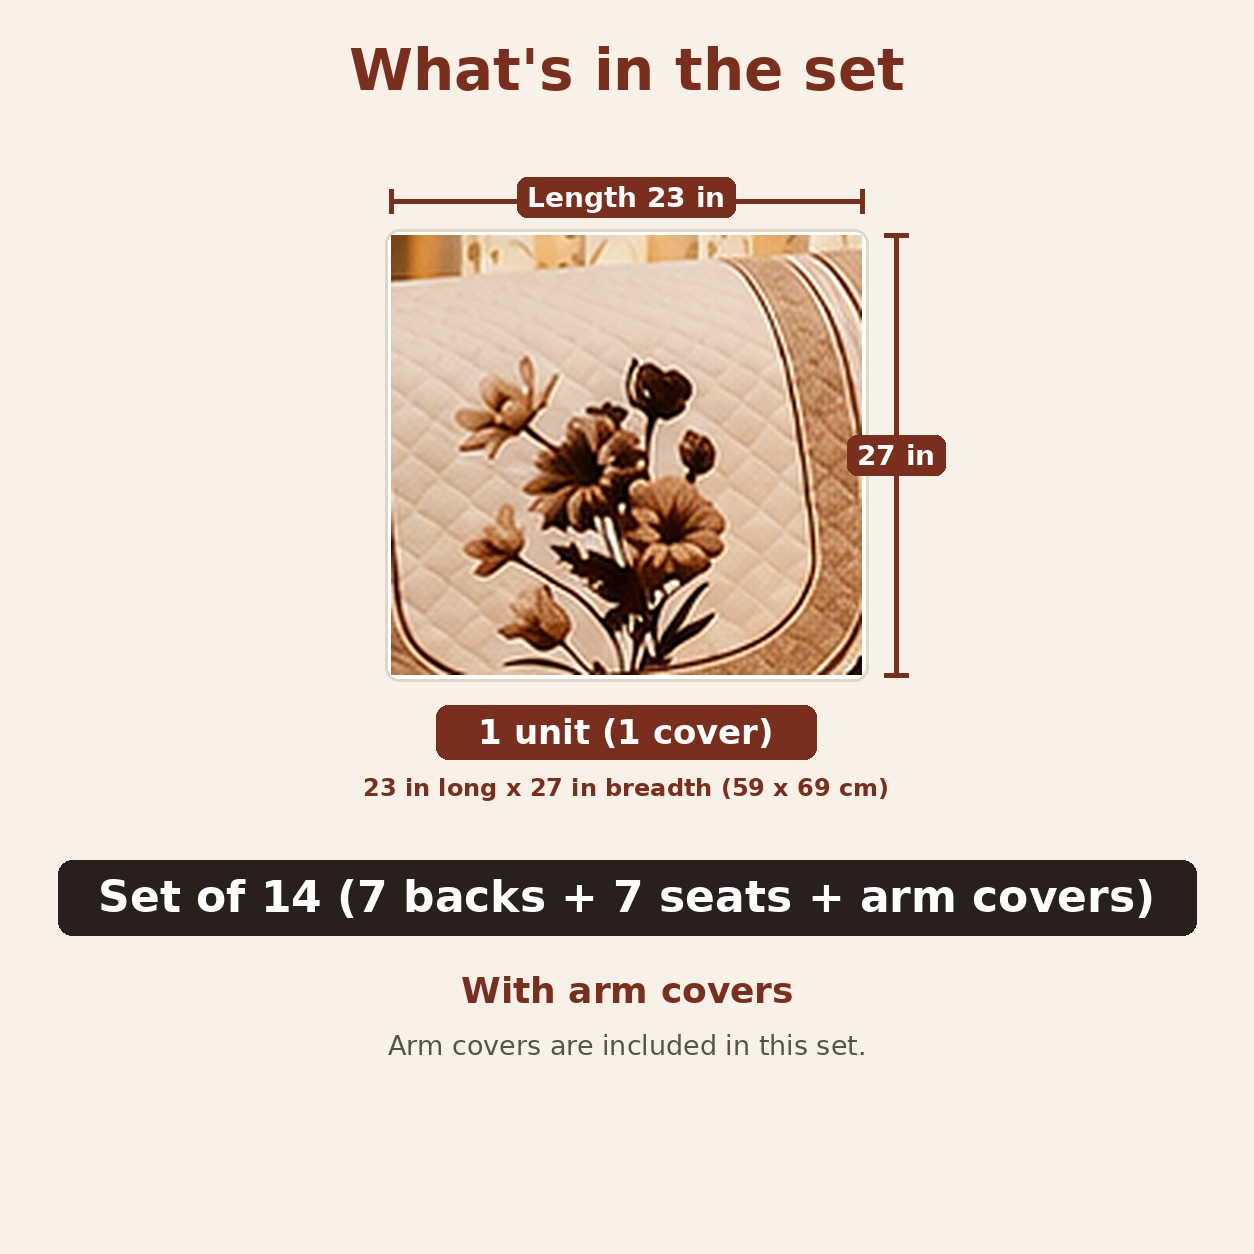 What's in the set
Length 23 in
27 in
1 unit (1 cover)
23 in long x 27 in breadth (59 x 69 cm)
Set of 14 (7 backs + 7 seats + arm covers)
With arm covers
Arm covers are included in this set.